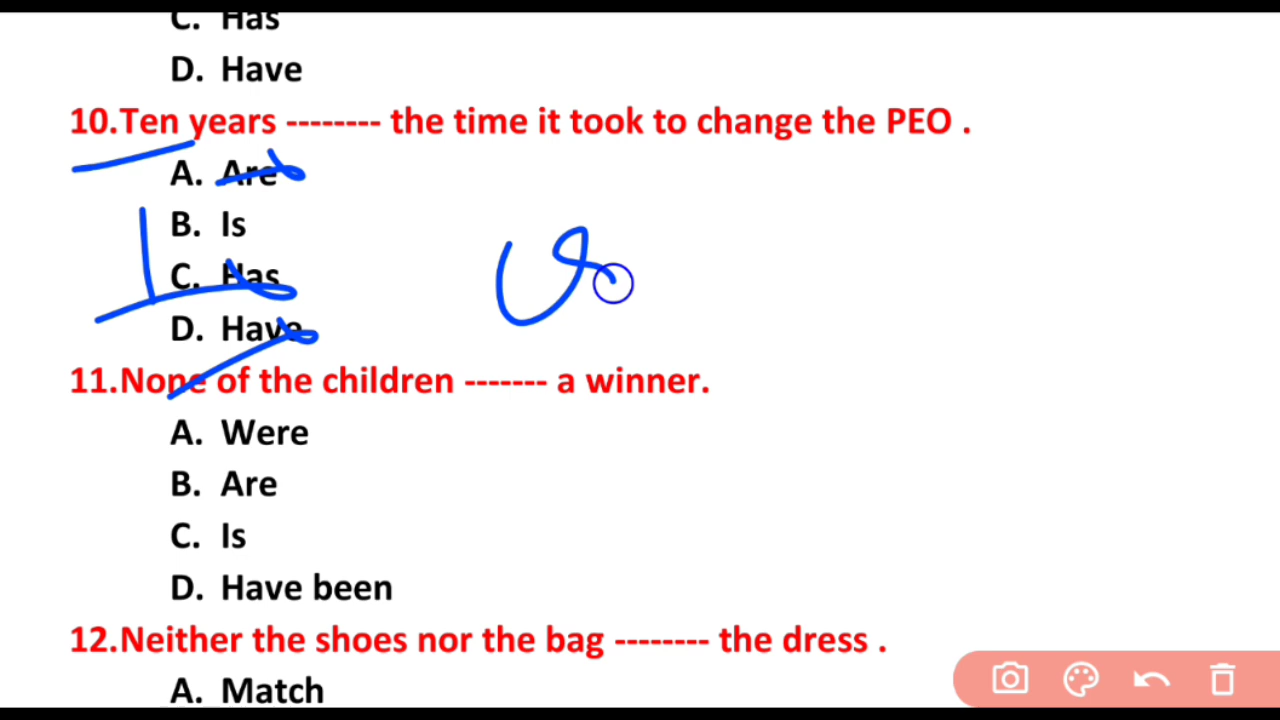 C. Has
D. Have
10.Ten years -------- the time it took to change the PEO .
A. Are
B. Is
C. Has
D. Have
11.None of the children ------- a winner.
A. Were
B. Are
C. Is
D. Have been
12.Neither the shoes nor the bag -------- the dress .
A. Match